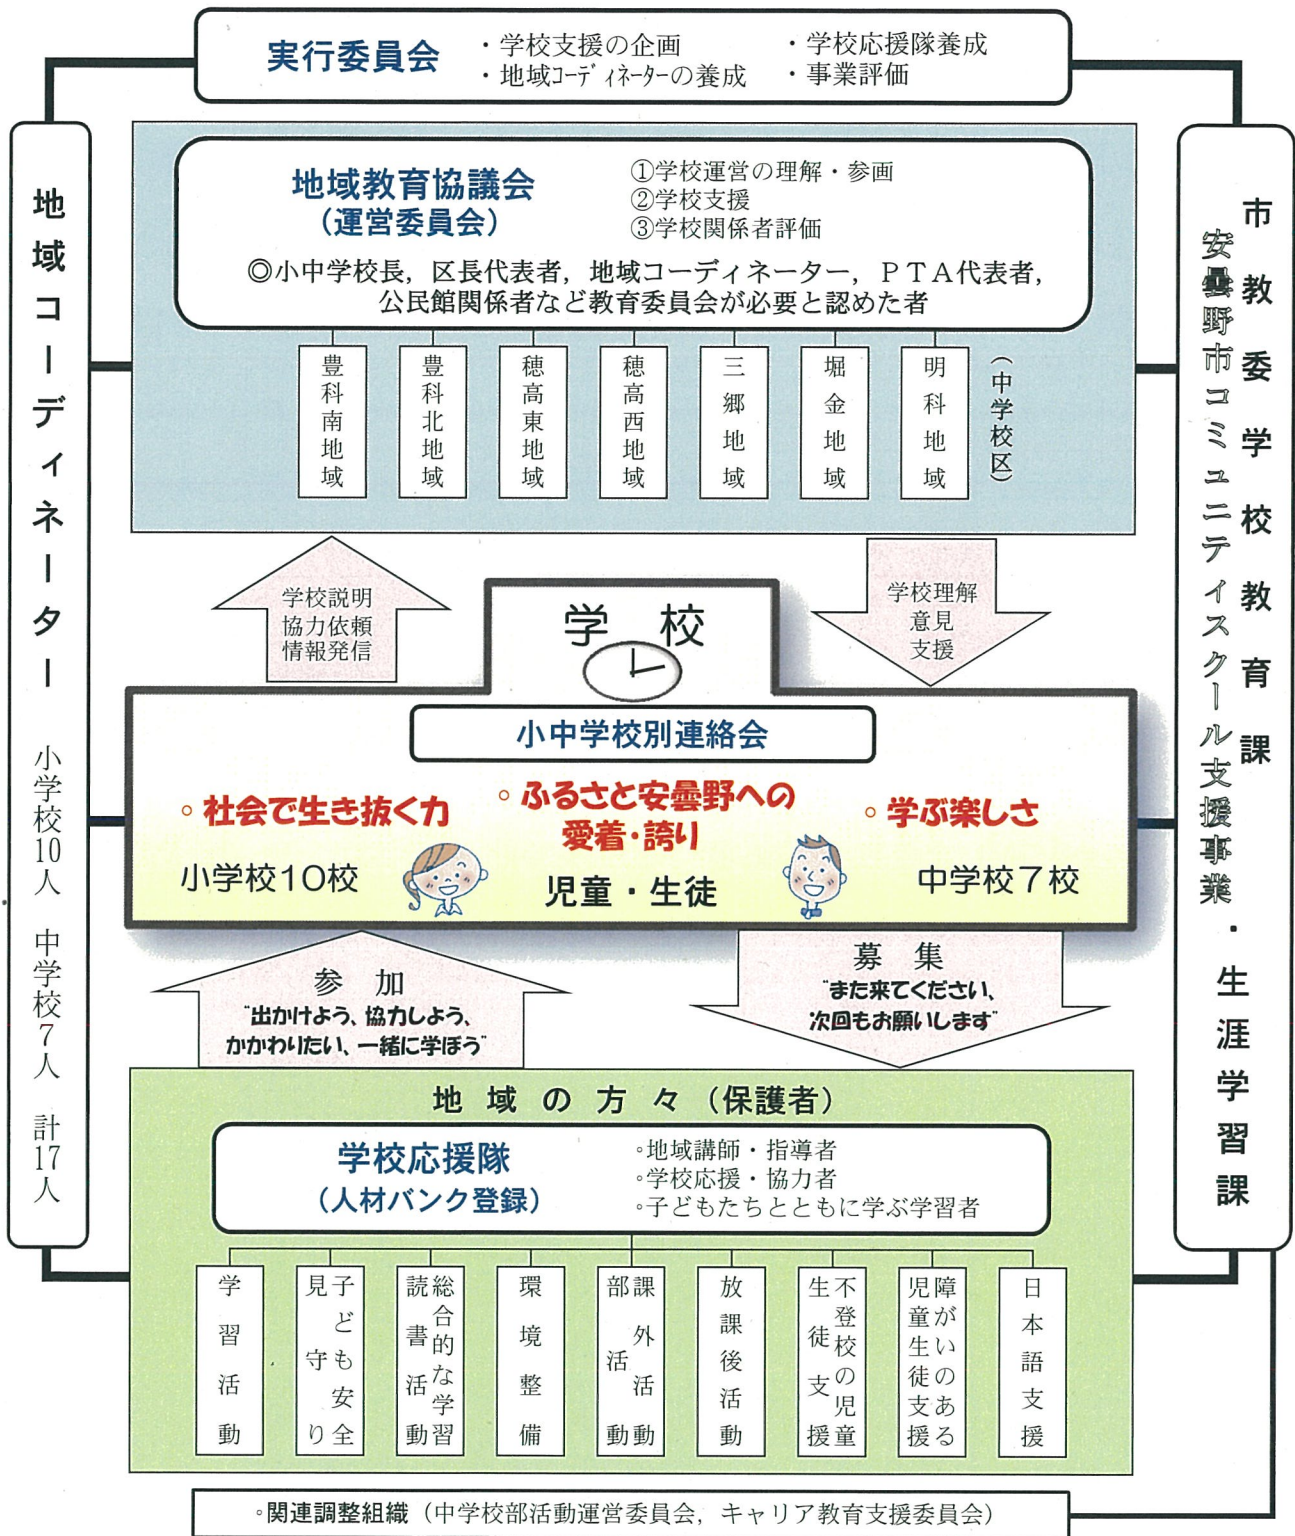 実行委員会
・学校支援の企画
・学校応援隊養成
・地域コーディネーターの養成
・事業評価
地域コーディネーター 小学校10人 中学校7人 計17人
市教委学校教育課・生涯学習課
安曇野市コミュニティスクール支援事業
地域教育協議会
(運営委員会)
①学校運営の理解・参画
②学校支援
③学校関係者評価
◎小中学校長,区長代表者,地域コーディネーター,PTA代表者,
公民館関係者など教育委員会が必要と認めた者
豊科南地域
豊科北地域
穂高東地域
穂高西地域
三郷地域
堀金地域
明科地域
(中学校区)
学校説明
協力依頼
情報発信
学校理解
意見
支援
学校
小中学校別連絡会
◦社会で生き抜く力
◦ふるさと安曇野への
愛着・誇り
◦学ぶ楽しさ
小学校10校
児童・生徒
中学校7校
参加
"出かけよう、協力しよう、
かかわりたい、一緒に学ぼう"
募集
"また来てください、
次回もお願いします"
地域の方々(保護者)
学校応援隊
(人材バンク登録)
◦地域講師・指導者
◦学校応援・協力者
◦子どもたちとともに学ぶ学習者
学習活動
子ども安全
見守り
総合的な学習
読書活動
環境整備
課外活動
部活動
放課後活動
不登校の児童
生徒支援
障がいのある
児童生徒支援
日本語支援
◦関連調整組織(中学校部活動運営委員会,キャリア教育支援委員会)